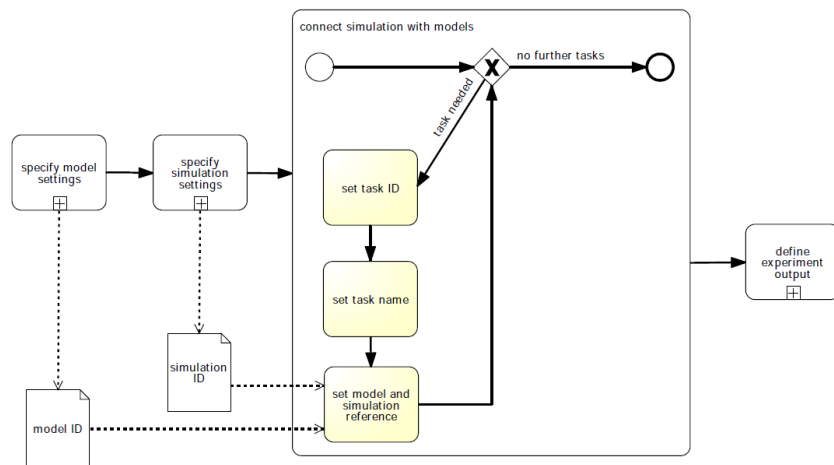 connect simulation with models
no further tasks
task needed
specify model
settings
specify
simulation
settings
set task ID
define
experiment
output
set task name
simulation
ID
set model and
simulation
reference
model ID